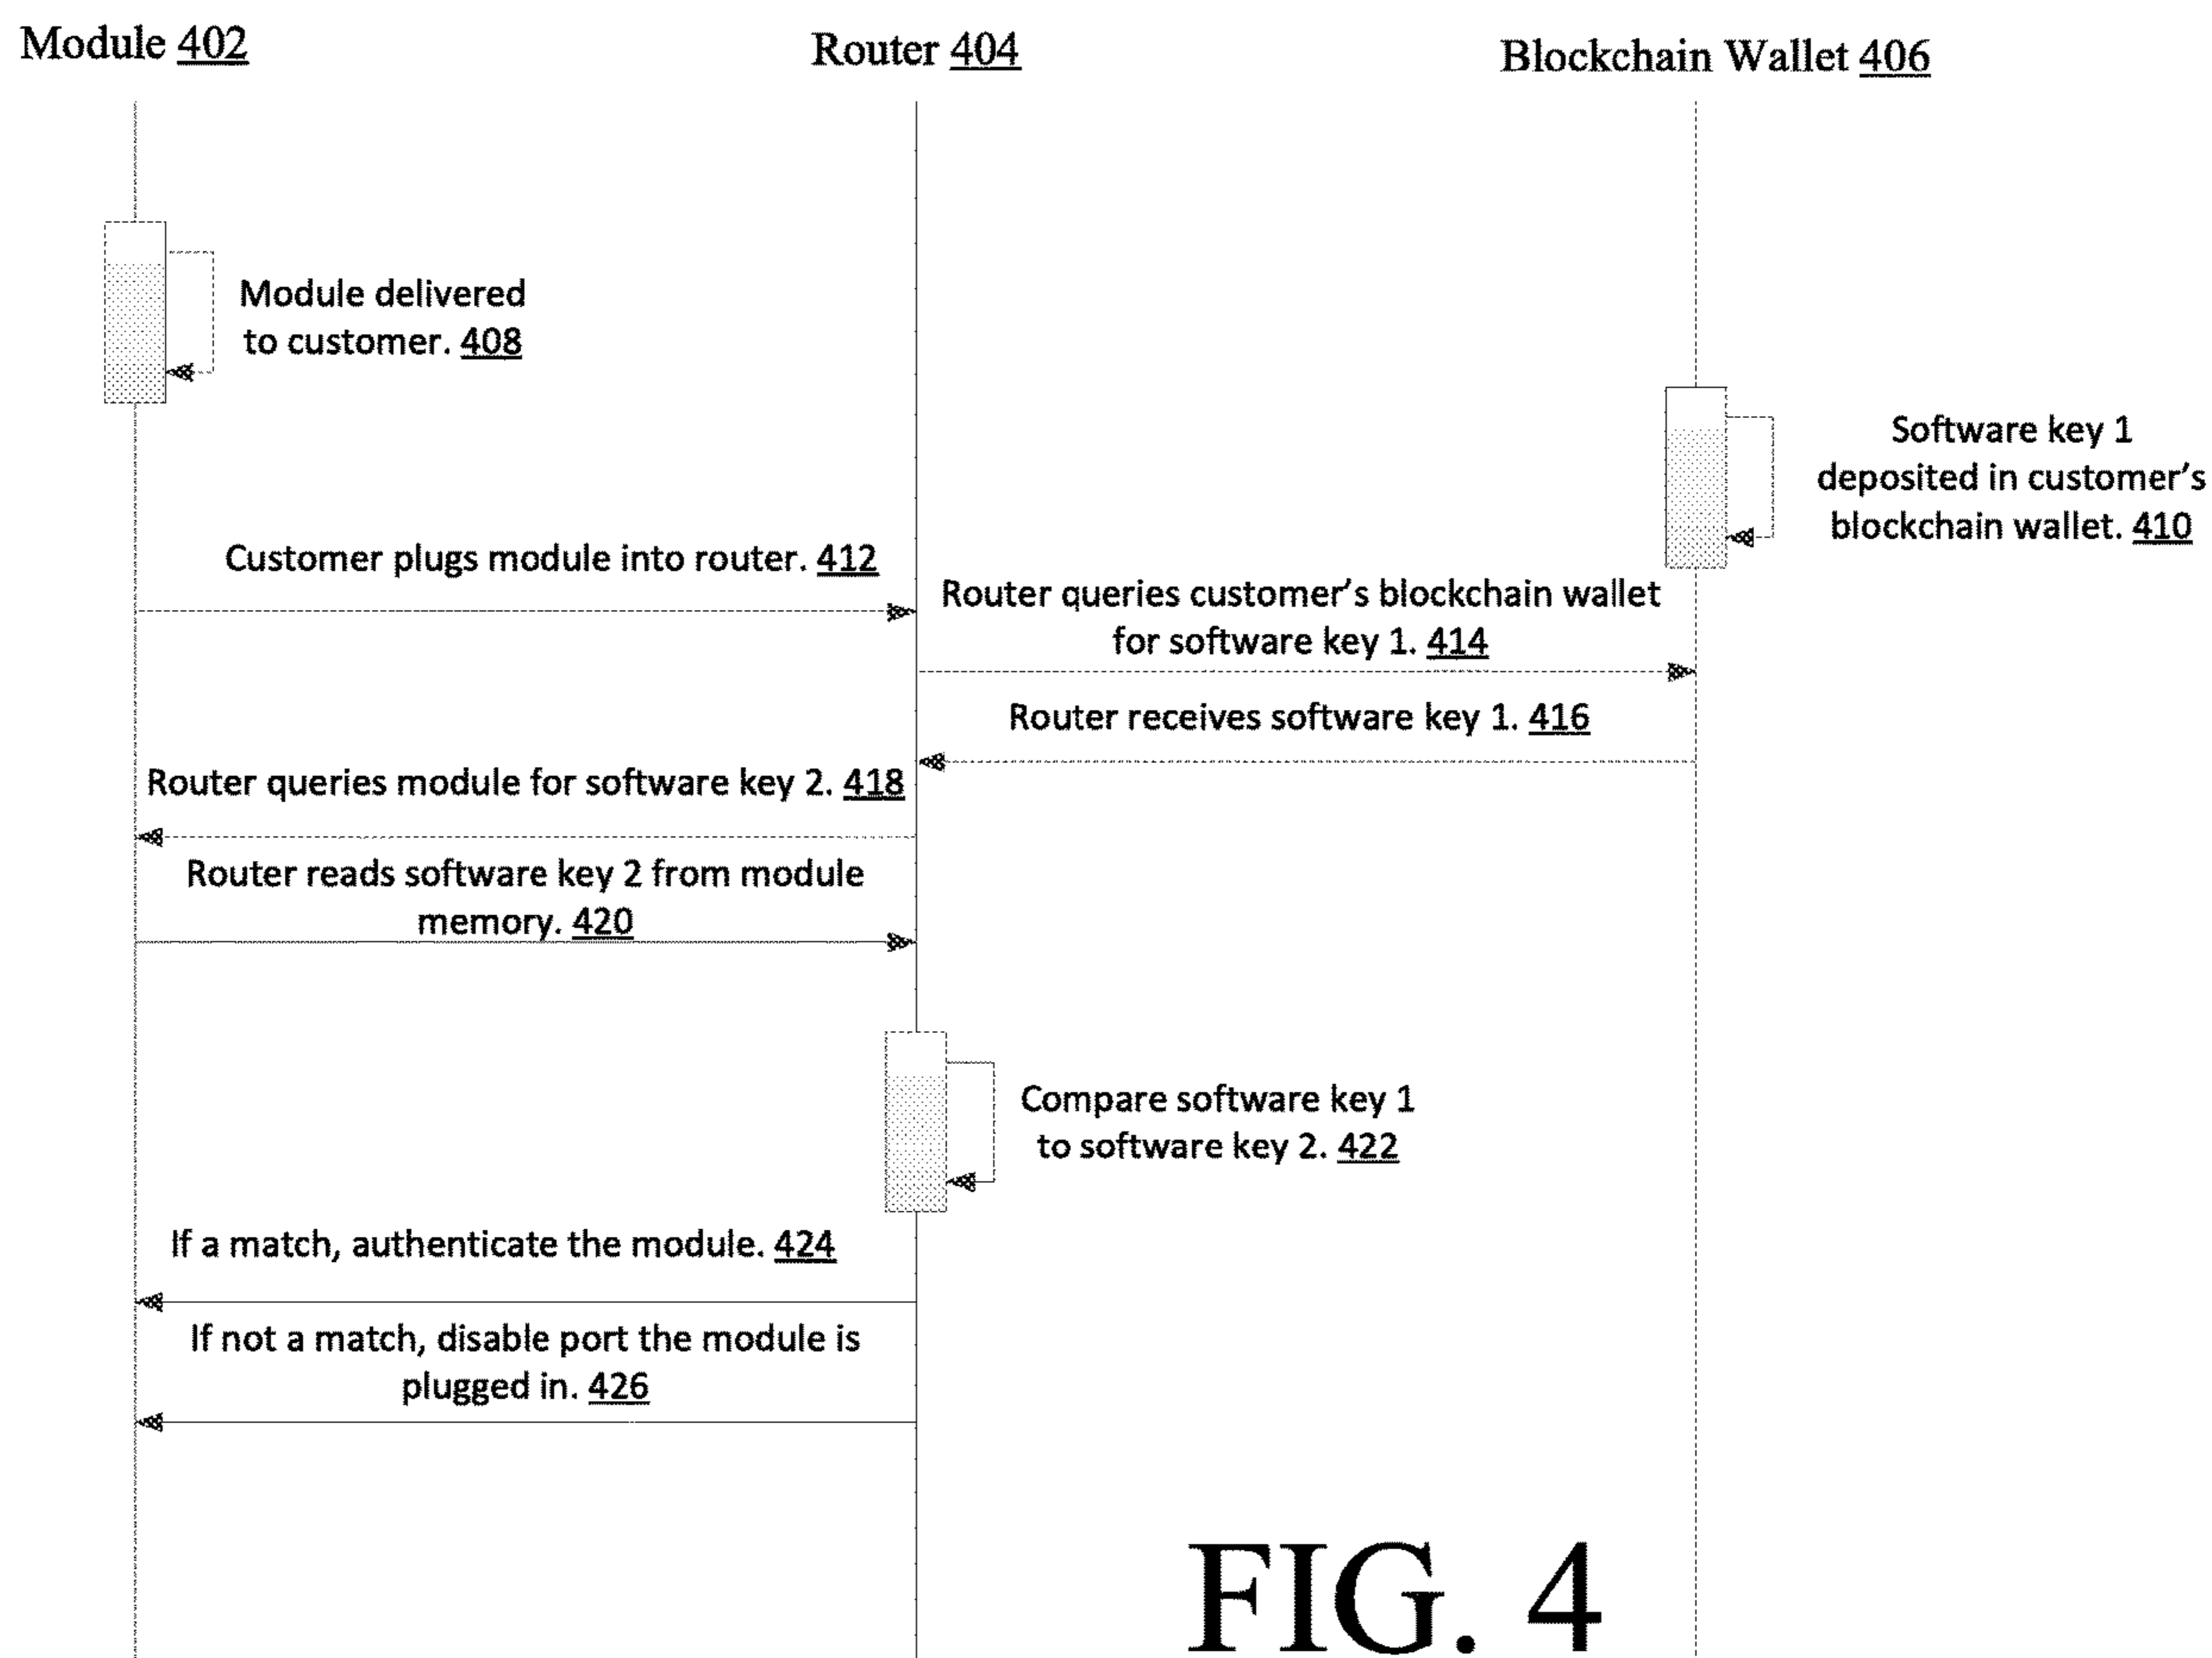 Module 402
Router 404
Blockchain Wallet 406
Module delivered
to customer. 408
Software key 1
deposited in customer's
blockchain wallet. 410
Customer plugs module into router. 412
Router queries customer's blockchain wallet
for software key 1. 414
Router receives software key 1. 416
Router queries module for software key 2. 418
Router reads software key 2 from module
memory. 420
Compare software key 1
to software key 2. 422
If a match, authenticate the module. 424
If not a match, disable port the module is
plugged in. 426
FIG. 4